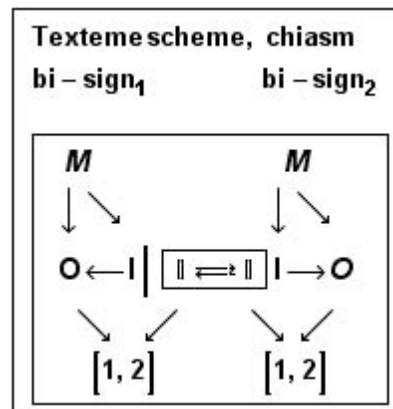 Texteme scheme, chiasm
bi – sign₁ bi – sign₂
M M
↓ ↘ ↓ ↘
O ← I | ‖ ⇌ ‖ I → O
↘ ↙ ↘ ↙
[1, 2] [1, 2]